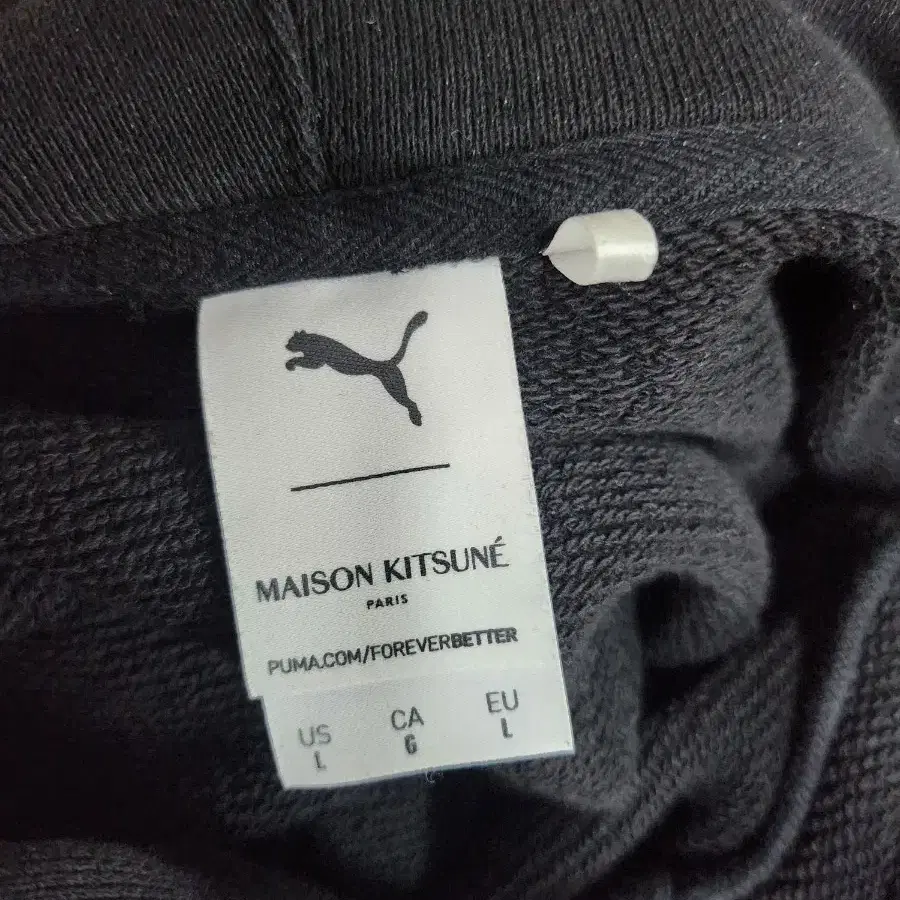 MAISON KITSUNÉ
PARIS
PUMA.COM/FOREVERBETTER
US CA EU
L G L